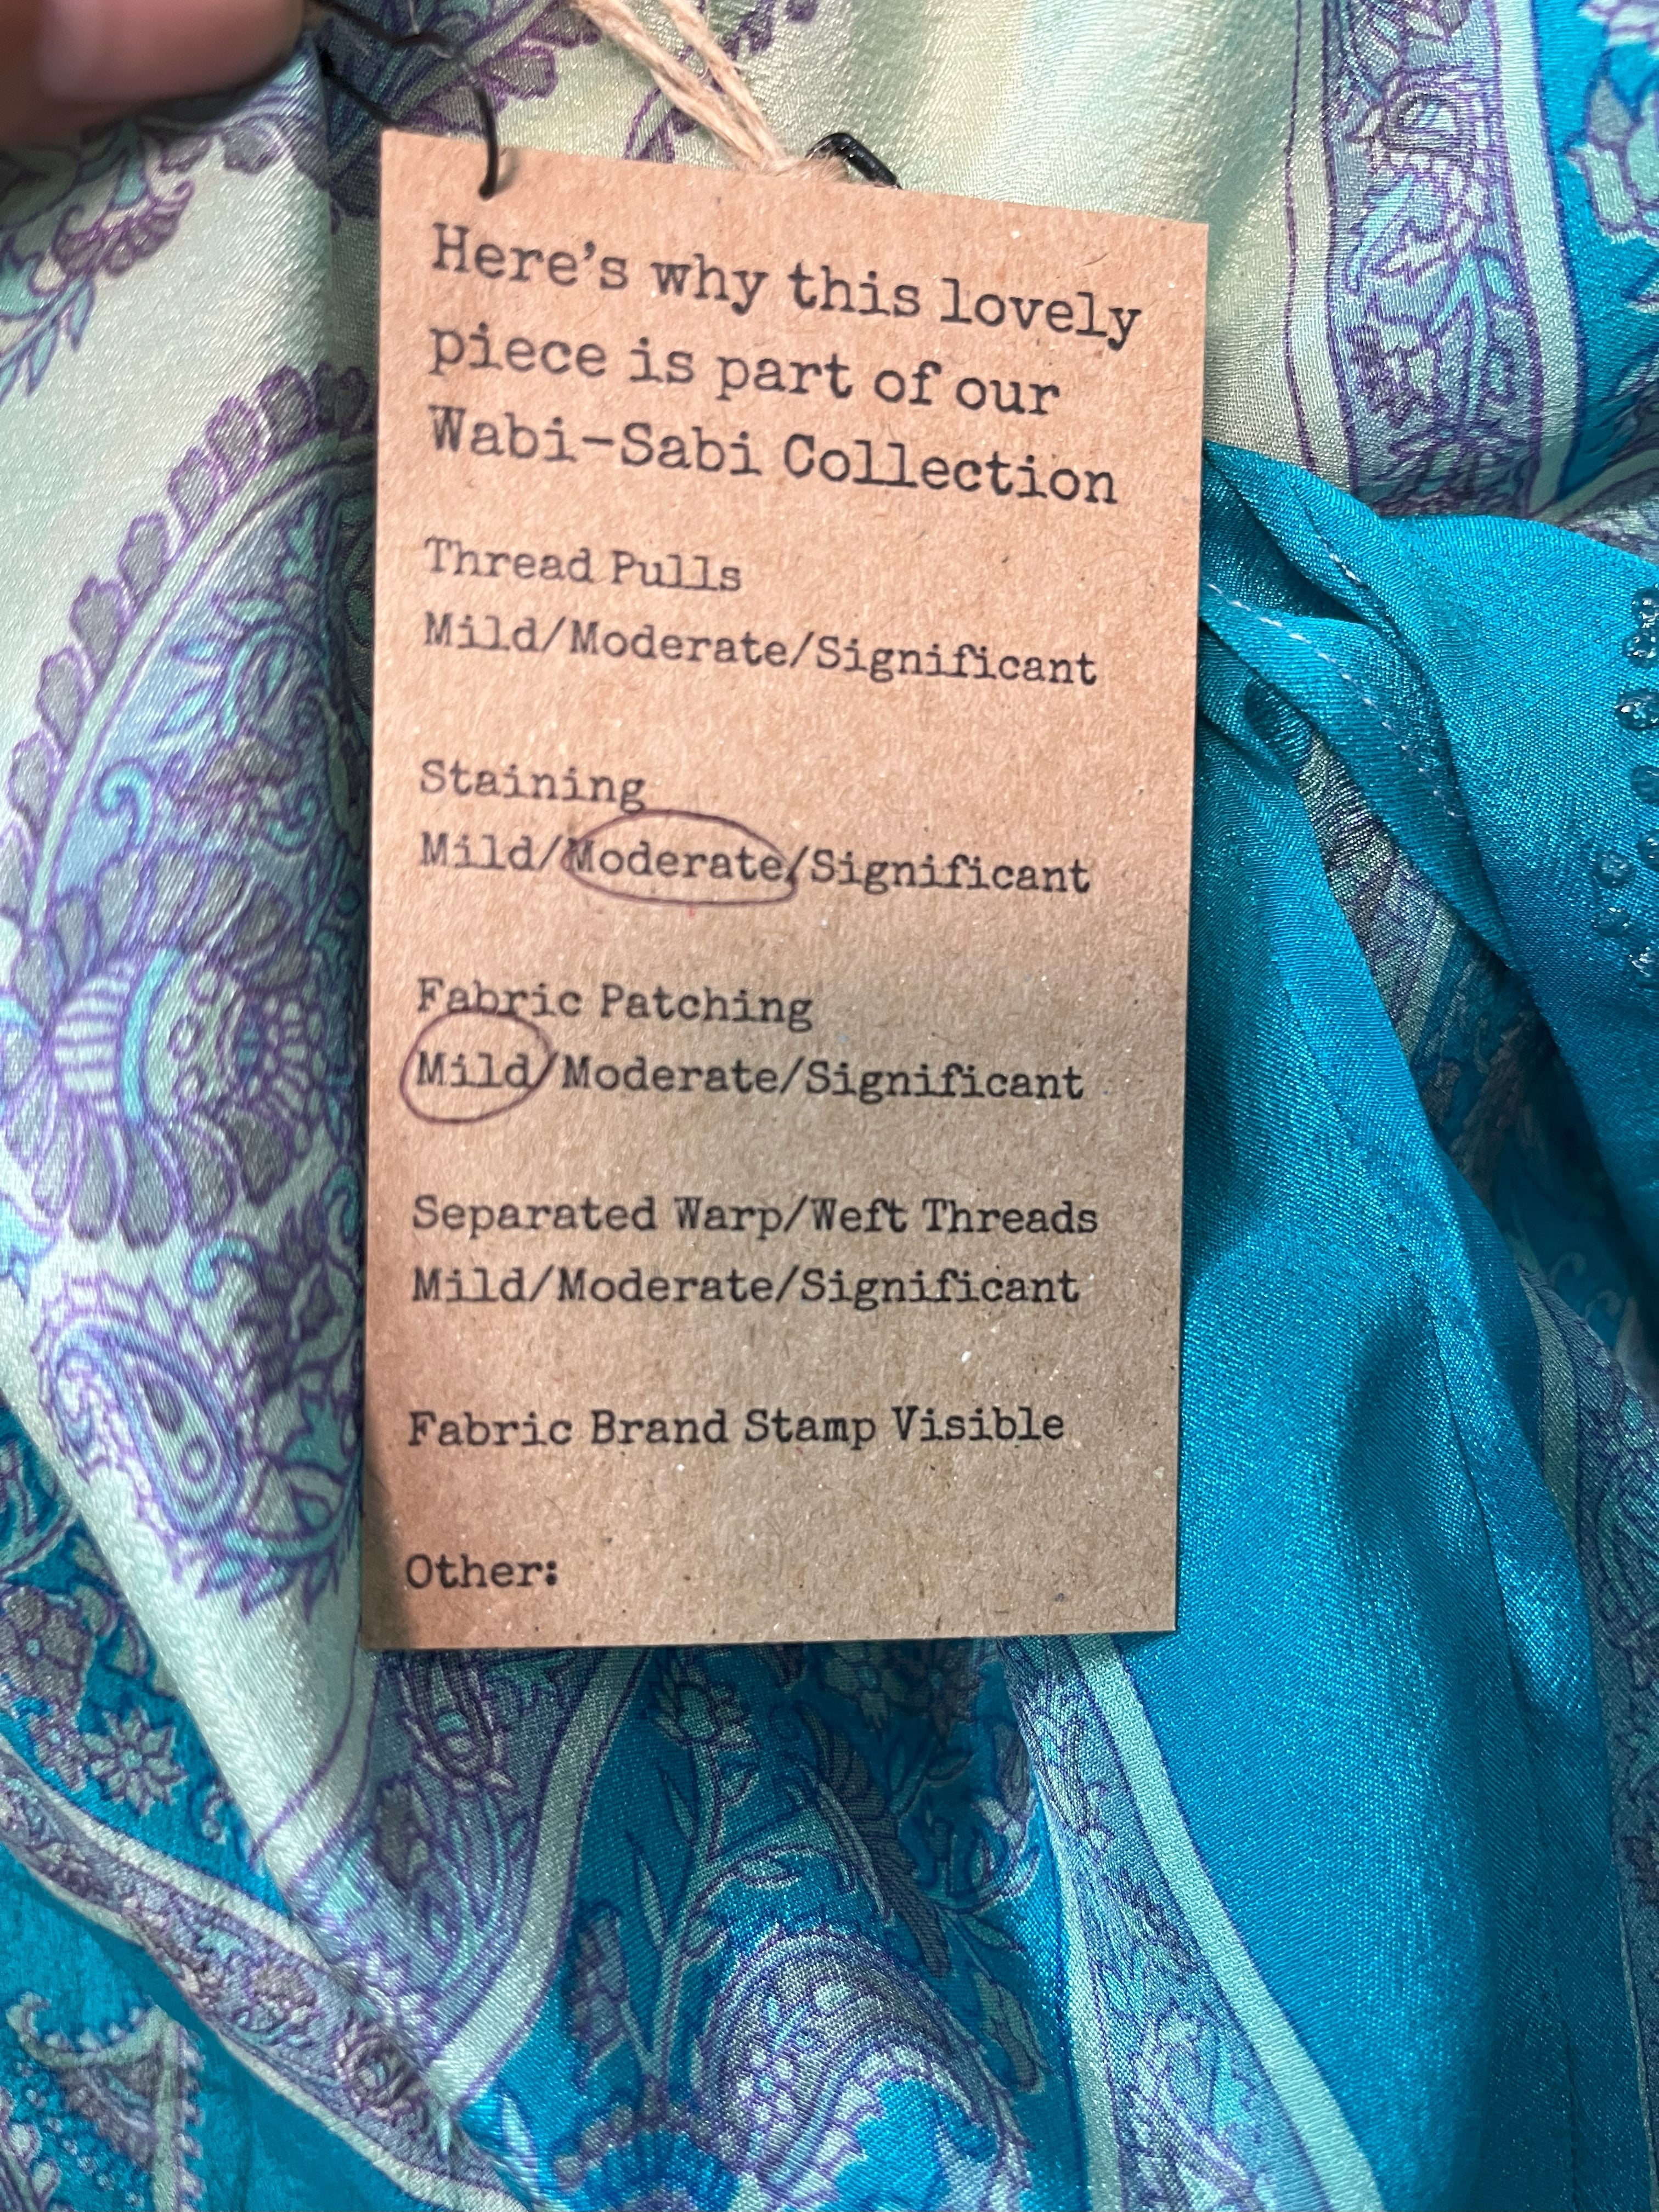 Here's why this lovely
piece is part of our
Wabi-Sabi Collection
Thread Pulls
Mild/Moderate/Significant
Staining
Mild/Moderate/Significant
Fabric Patching
Mild/Moderate/Significant
Separated Warp/Weft Threads
Mild/Moderate/Significant
Fabric Brand Stamp Visible
Other: